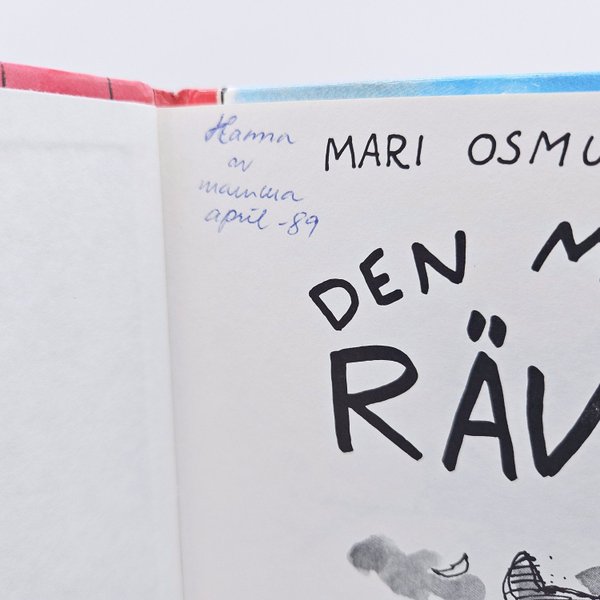 Hanna
av
mamma
april -89
MARI OSMU
DEN M
RÄV